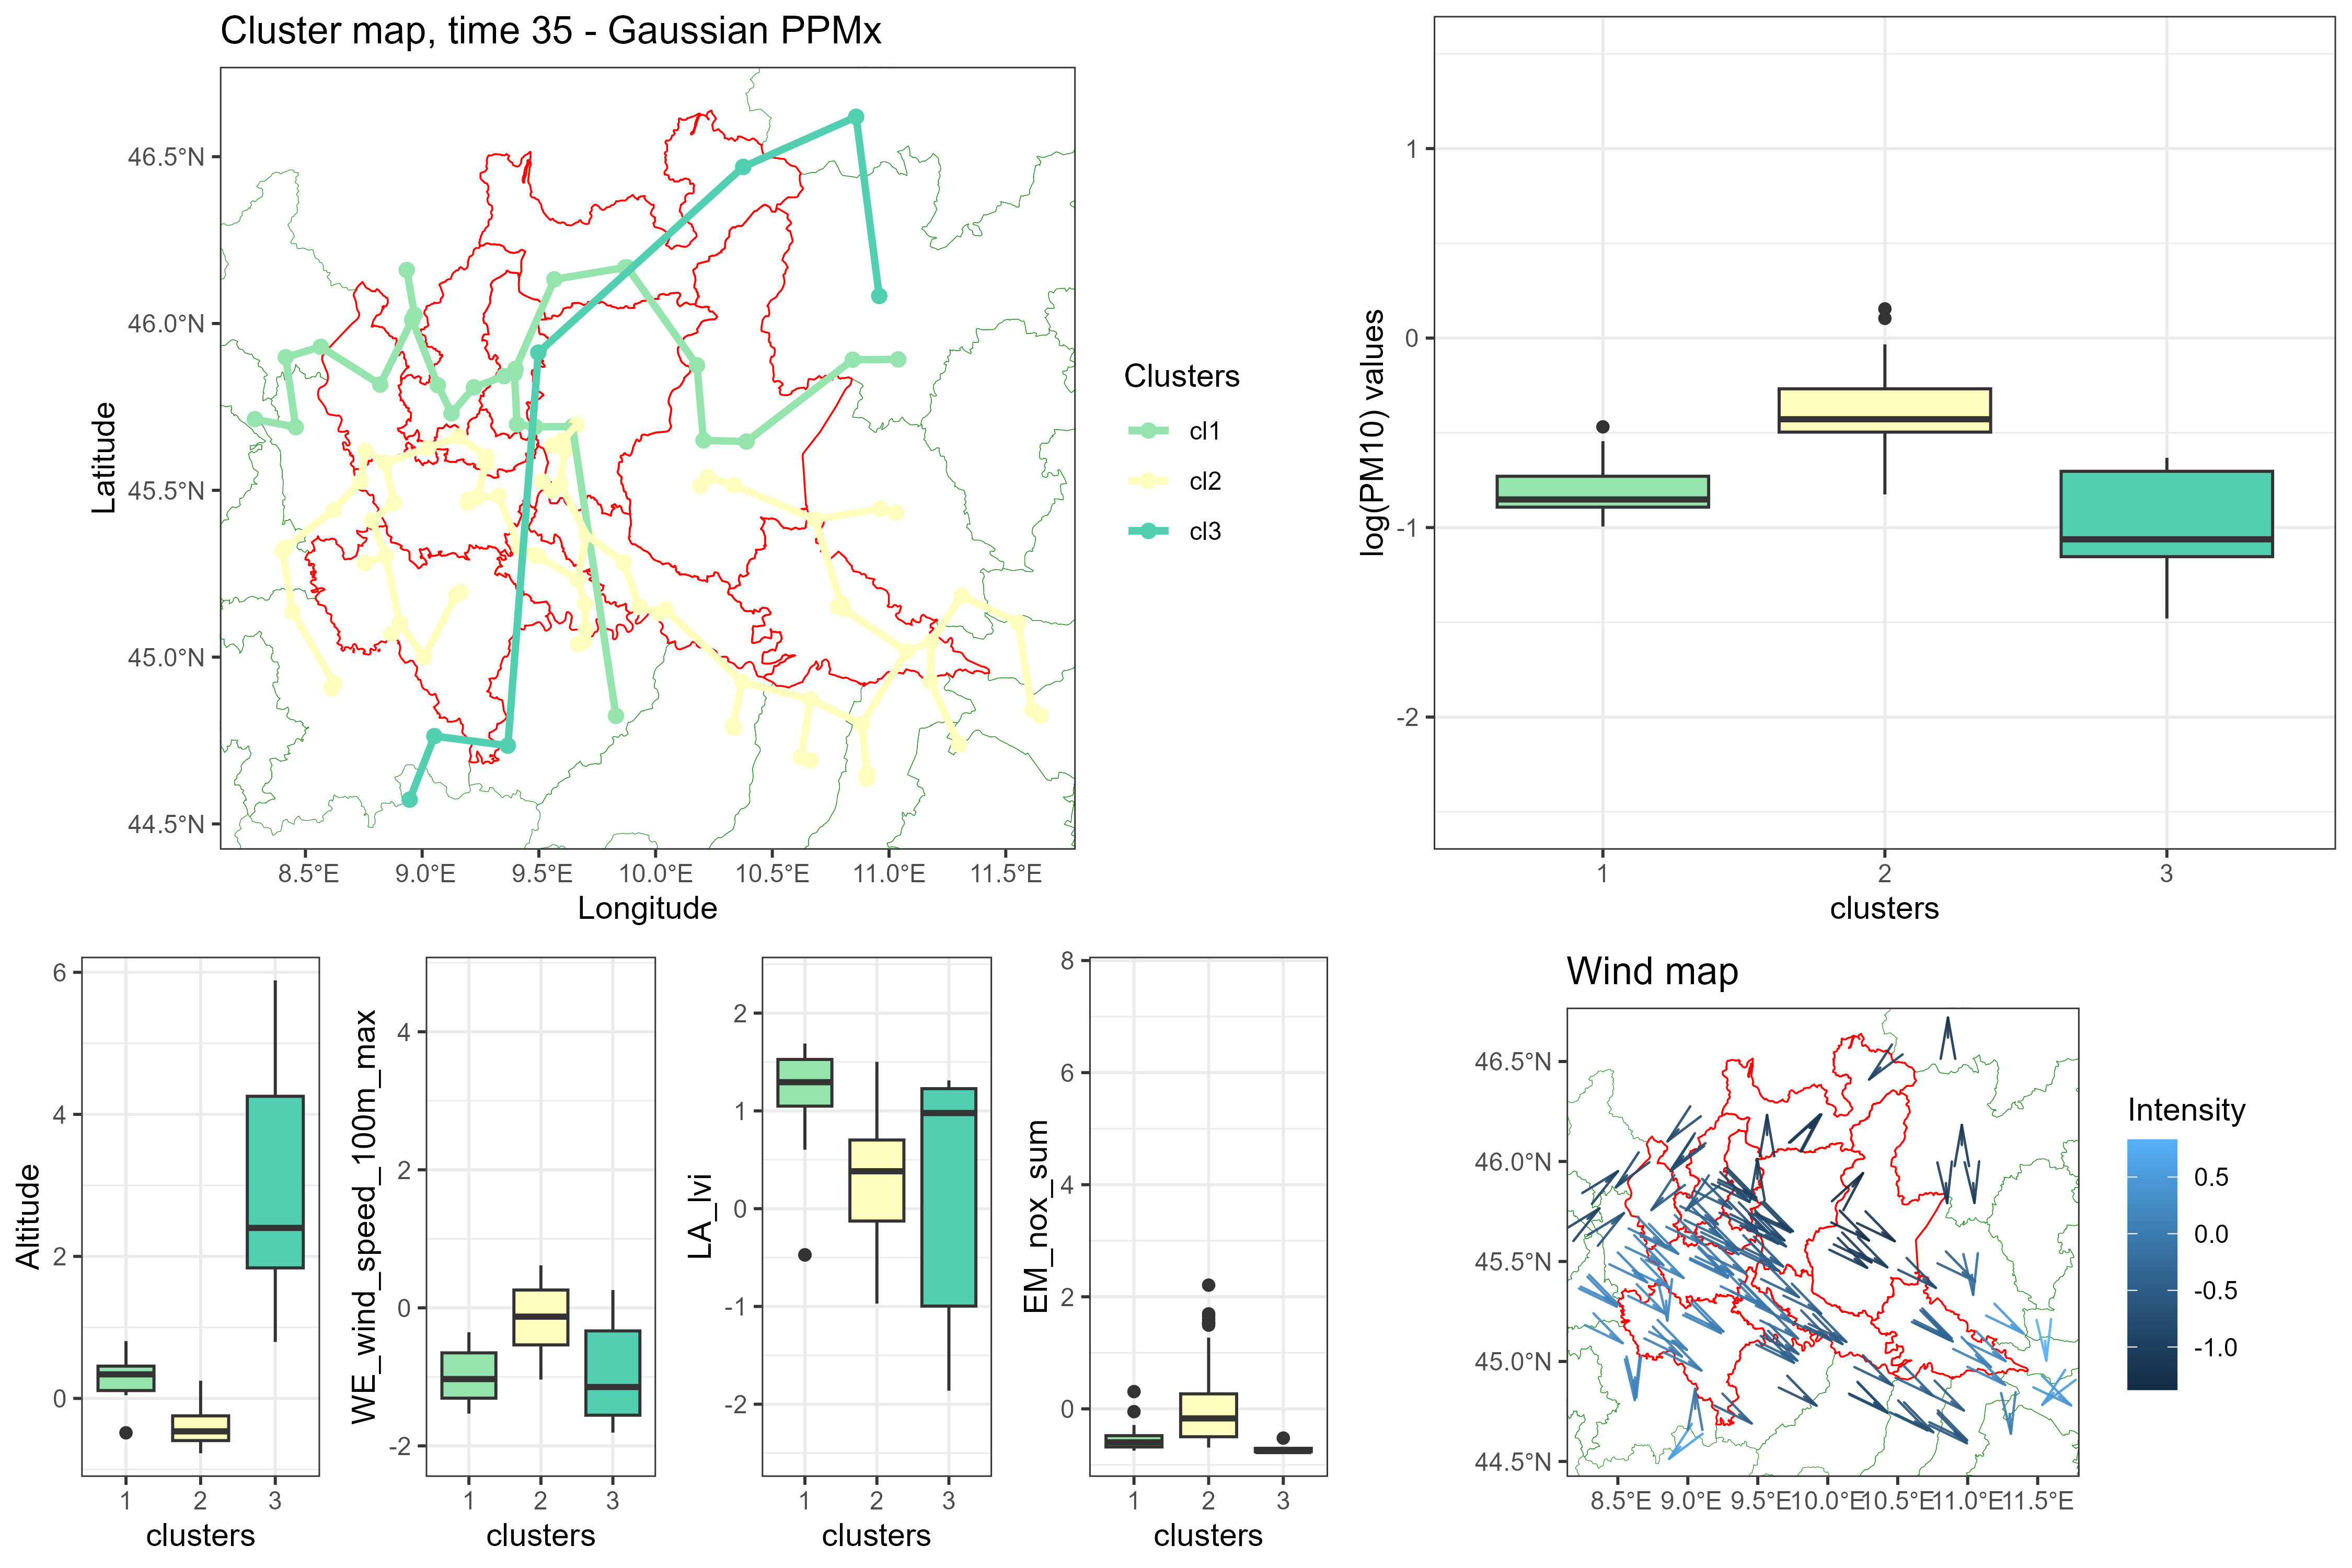 Cluster map, time 35 - Gaussian PPMx
46.5°N
46.0°N
45.5°N
45.0°N
44.5°N
Latitude
8.5°E 9.0°E 9.5°E 10.0°E 10.5°E 11.0°E 11.5°E
Longitude
Clusters
cl1
cl2
cl3
log(PM10) values
1
0
-1
-2
1 2 3
clusters
Altitude
6
4
2
0
1 2 3
clusters
WE_wind_speed_100m_max
4
2
0
-2
1 2 3
clusters
LA_lvi
2
1
0
-1
-2
1 2 3
clusters
EM_nox_sum
8
6
4
2
0
1 2 3
clusters
Wind map
46.5°N
46.0°N
45.5°N
45.0°N
44.5°N
8.5°E 9.0°E 9.5°E 10.0°E 10.5°E 11.0°E 11.5°E
Intensity
0.5
0.0
-0.5
-1.0